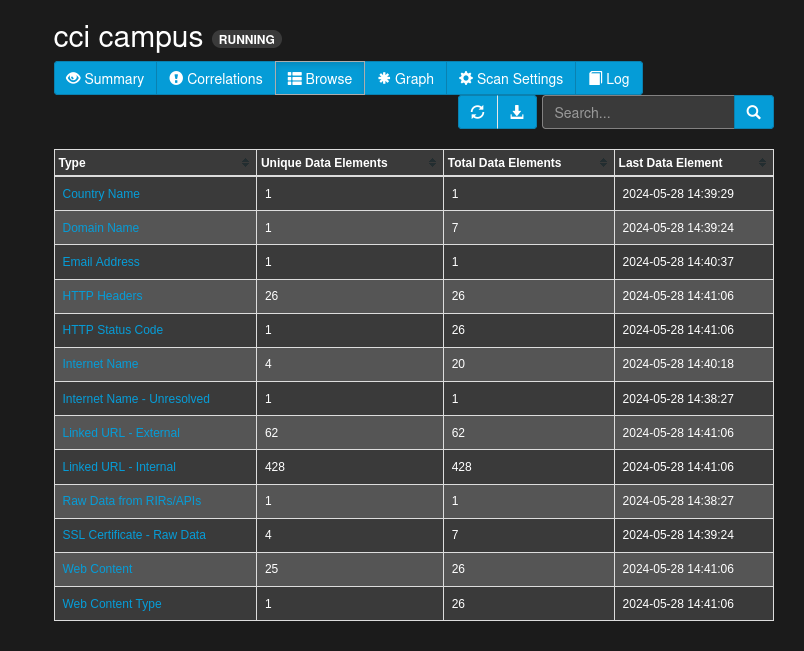 cci campus RUNNING
Summary Correlations Browse Graph Scan Settings Log
Search...
Type Unique Data Elements Total Data Elements Last Data Element
Country Name 1 1 2024-05-28 14:39:29
Domain Name 1 7 2024-05-28 14:39:24
Email Address 1 1 2024-05-28 14:40:37
HTTP Headers 26 26 2024-05-28 14:41:06
HTTP Status Code 1 26 2024-05-28 14:41:06
Internet Name 4 20 2024-05-28 14:40:18
Internet Name - Unresolved 1 1 2024-05-28 14:38:27
Linked URL - External 62 62 2024-05-28 14:41:06
Linked URL - Internal 428 428 2024-05-28 14:41:06
Raw Data from RIRs/APIs 1 1 2024-05-28 14:38:27
SSL Certificate - Raw Data 4 7 2024-05-28 14:39:24
Web Content 25 26 2024-05-28 14:41:06
Web Content Type 1 26 2024-05-28 14:41:06